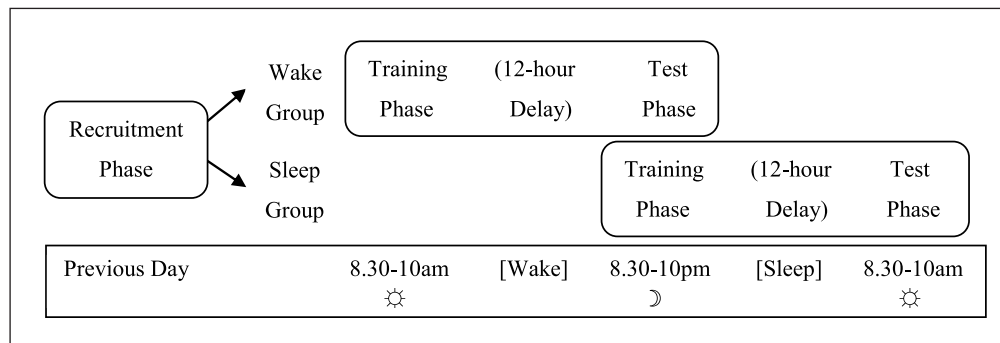 Wake
Group
Training (12-hour Test
Phase Delay) Phase
Recruitment
Phase
Sleep
Group
Training (12-hour Test
Phase Delay) Phase
Previous Day 8.30-10am [Wake] 8.30-10pm [Sleep] 8.30-10am